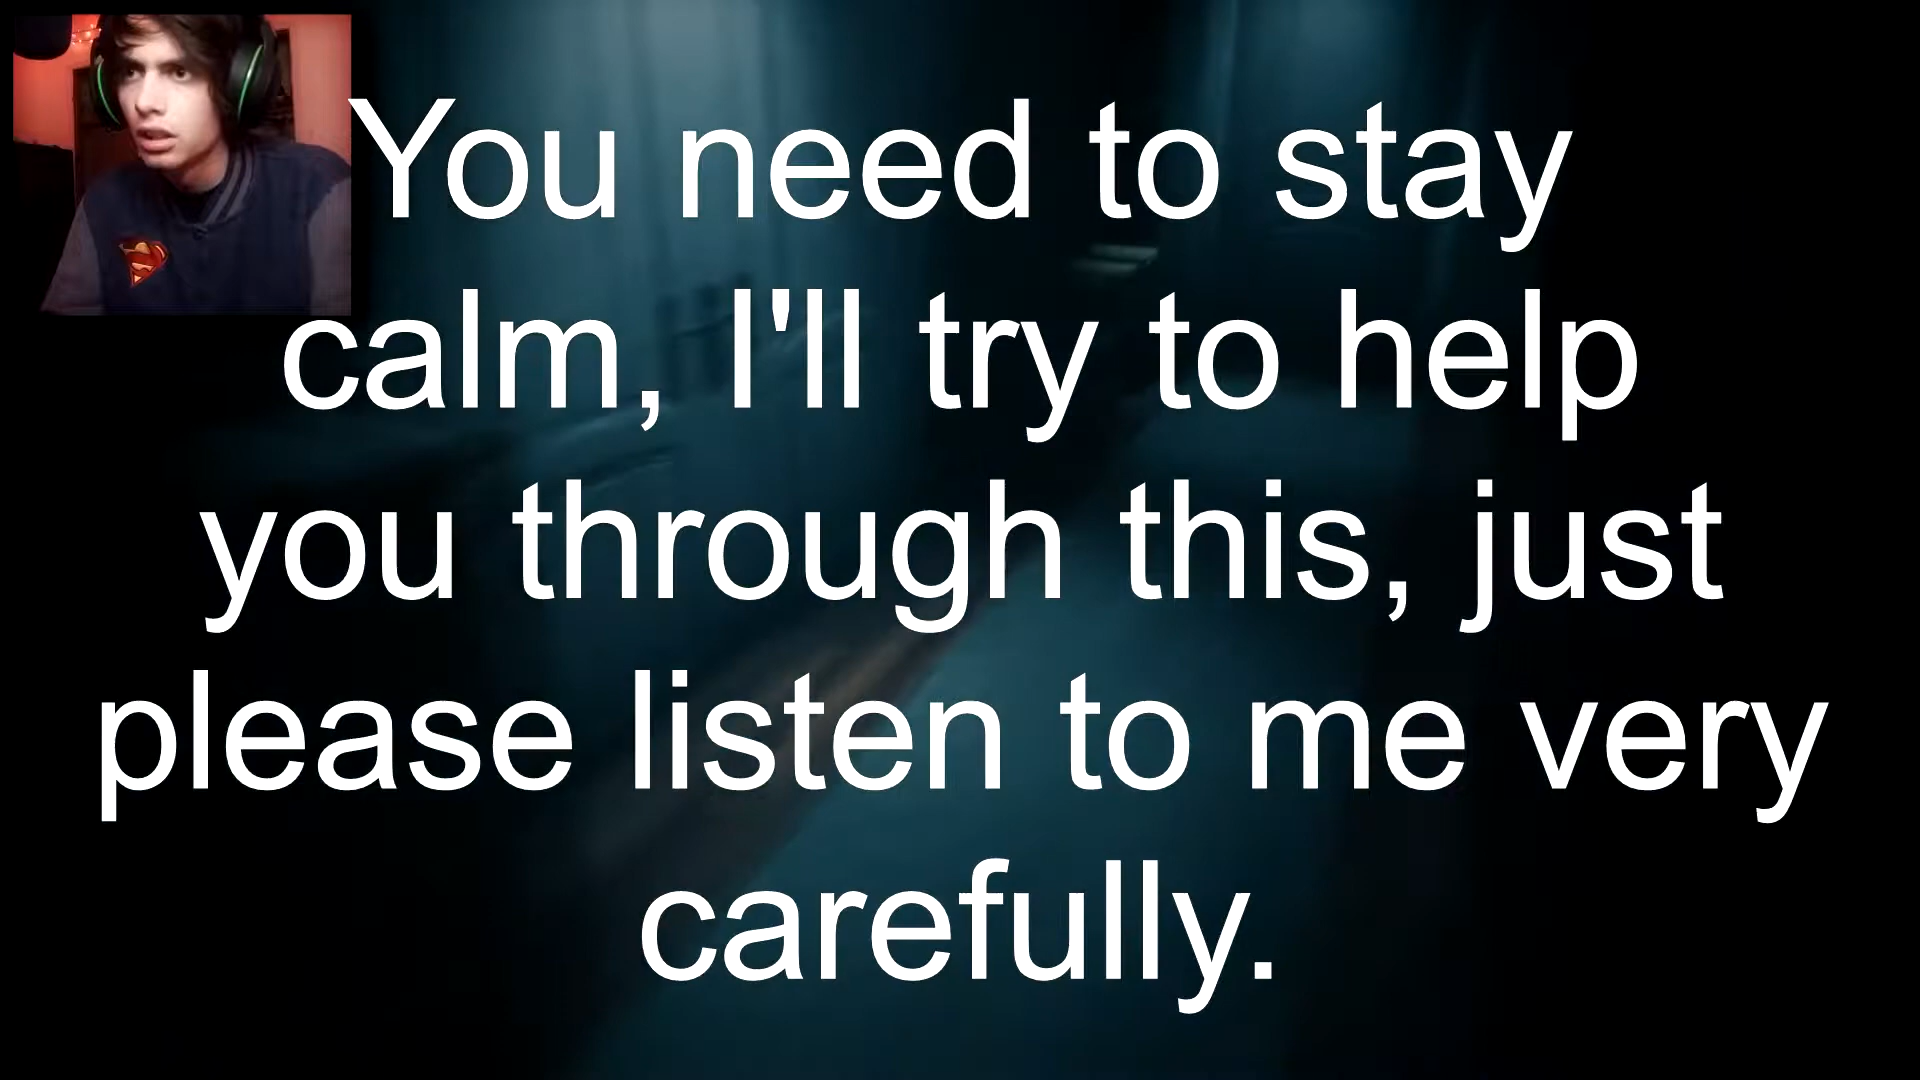 You need to stay
calm, I'll try to help
you through this, just
please listen to me very
carefully.